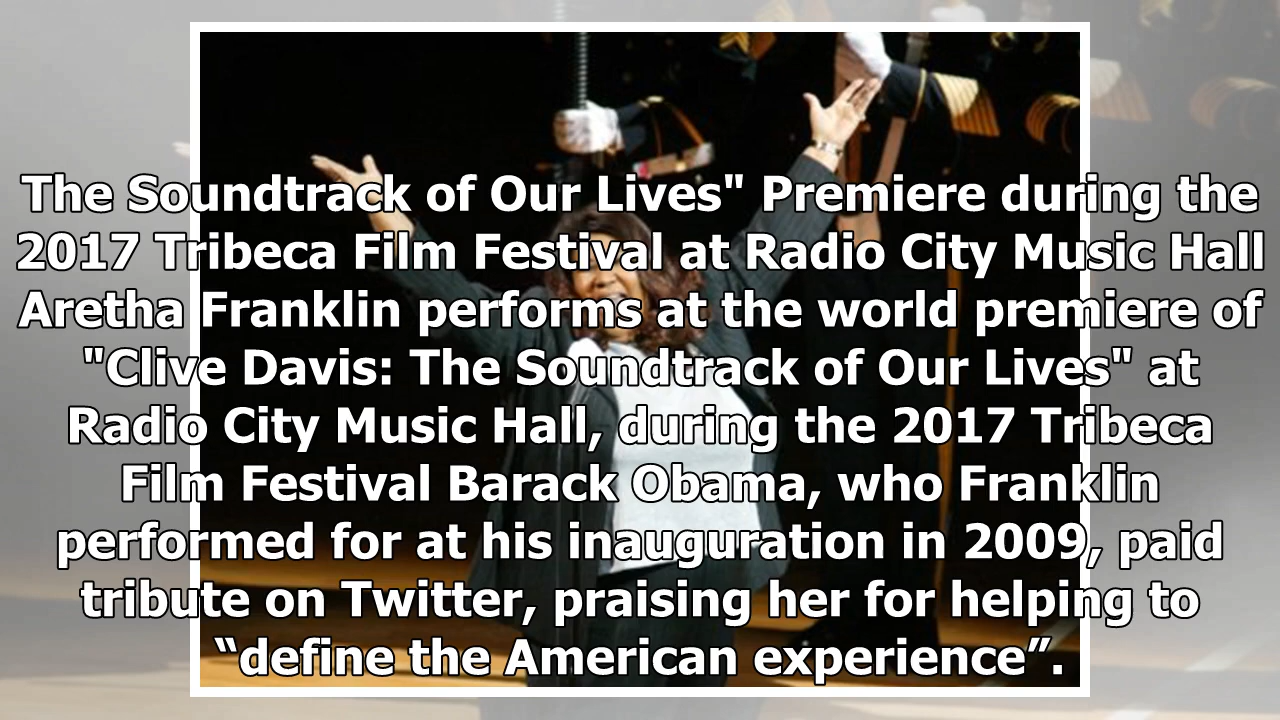 The Soundtrack of Our Lives" Premiere during the
2017 Tribeca Film Festival at Radio City Music Hall
Aretha Franklin performs at the world premiere of
"Clive Davis: The Soundtrack of Our Lives" at
Radio City Music Hall, during the 2017 Tribeca
Film Festival Barack Obama, who Franklin
performed for at his inauguration in 2009, paid
tribute on Twitter, praising her for helping to
“define the American experience”.